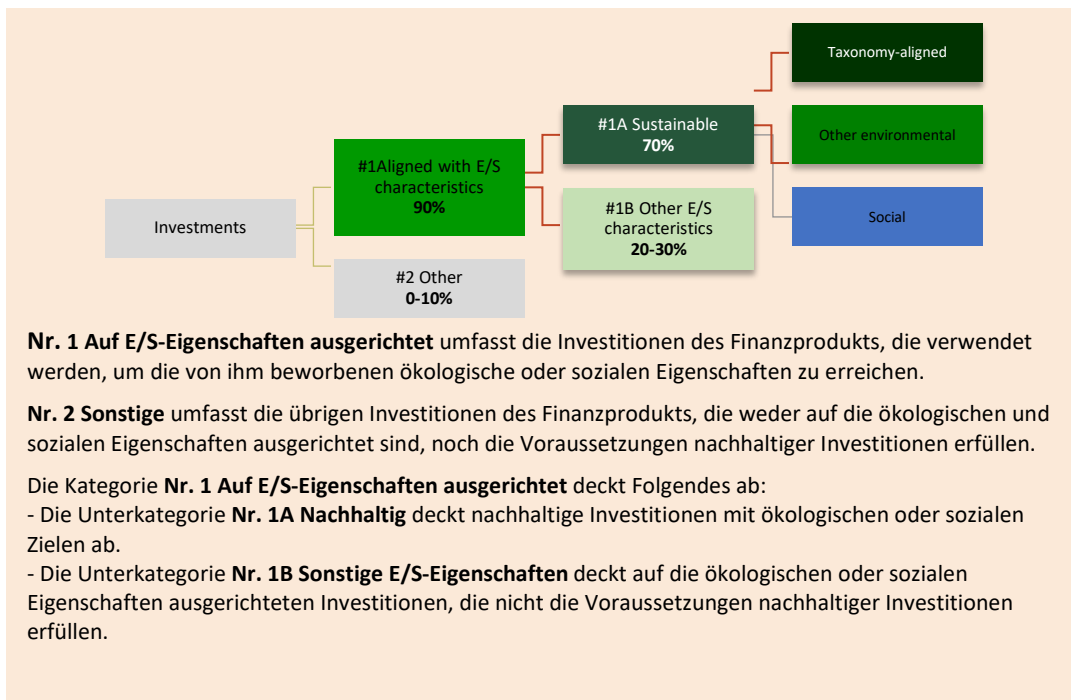 Taxonomy-aligned
#1A Sustainable
70%
Other environmental
#1Aligned with E/S
characteristics
90%
#1B Other E/S
characteristics
20-30%
Social
Investments
#2 Other
0-10%
Nr. 1 Auf E/S-Eigenschaften ausgerichtet umfasst die Investitionen des Finanzprodukts, die verwendet
werden, um die von ihm beworbenen ökologische oder sozialen Eigenschaften zu erreichen.
Nr. 2 Sonstige umfasst die übrigen Investitionen des Finanzprodukts, die weder auf die ökologischen und
sozialen Eigenschaften ausgerichtet sind, noch die Voraussetzungen nachhaltiger Investitionen erfüllen.
Die Kategorie Nr. 1 Auf E/S-Eigenschaften ausgerichtet deckt Folgendes ab:
- Die Unterkategorie Nr. 1A Nachhaltig deckt nachhaltige Investitionen mit ökologischen oder sozialen
Zielen ab.
- Die Unterkategorie Nr. 1B Sonstige E/S-Eigenschaften deckt auf die ökologischen oder sozialen
Eigenschaften ausgerichteten Investitionen, die nicht die Voraussetzungen nachhaltiger Investitionen
erfüllen.